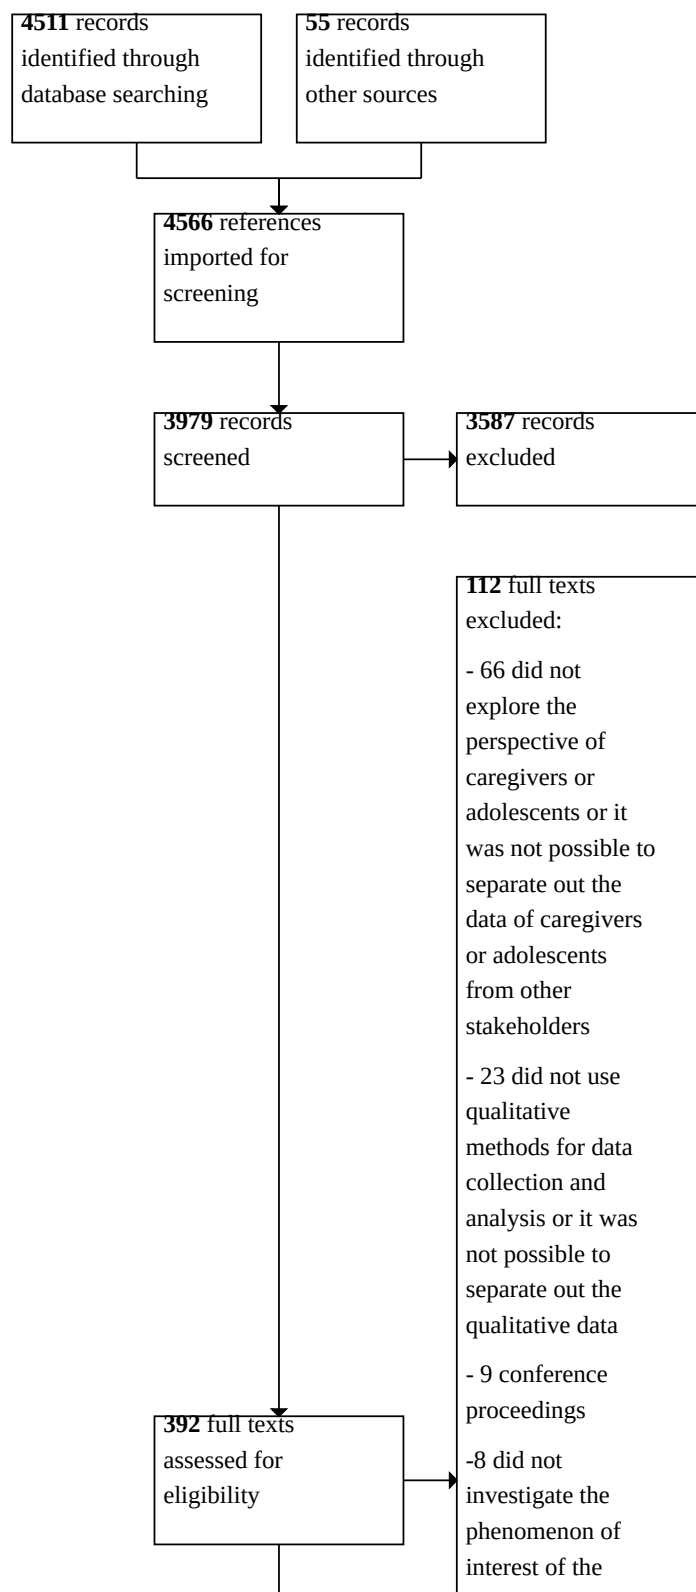 4511 records
identified through
database searching
55 records
identified through
other sources
4566 references
imported for
screening
3979 records
screened
3587 records
excluded
112 full texts
excluded:
- 66 did not
explore the
perspective of
caregivers or
adolescents or it
was not possible to
separate out the
data of caregivers
or adolescents
from other
stakeholders
- 23 did not use
qualitative
methods for data
collection and
analysis or it was
not possible to
separate out the
qualitative data
- 9 conference
proceedings
-8 did not
investigate the
phenomenon of
interest of the
392 full texts
assessed for
eligibility